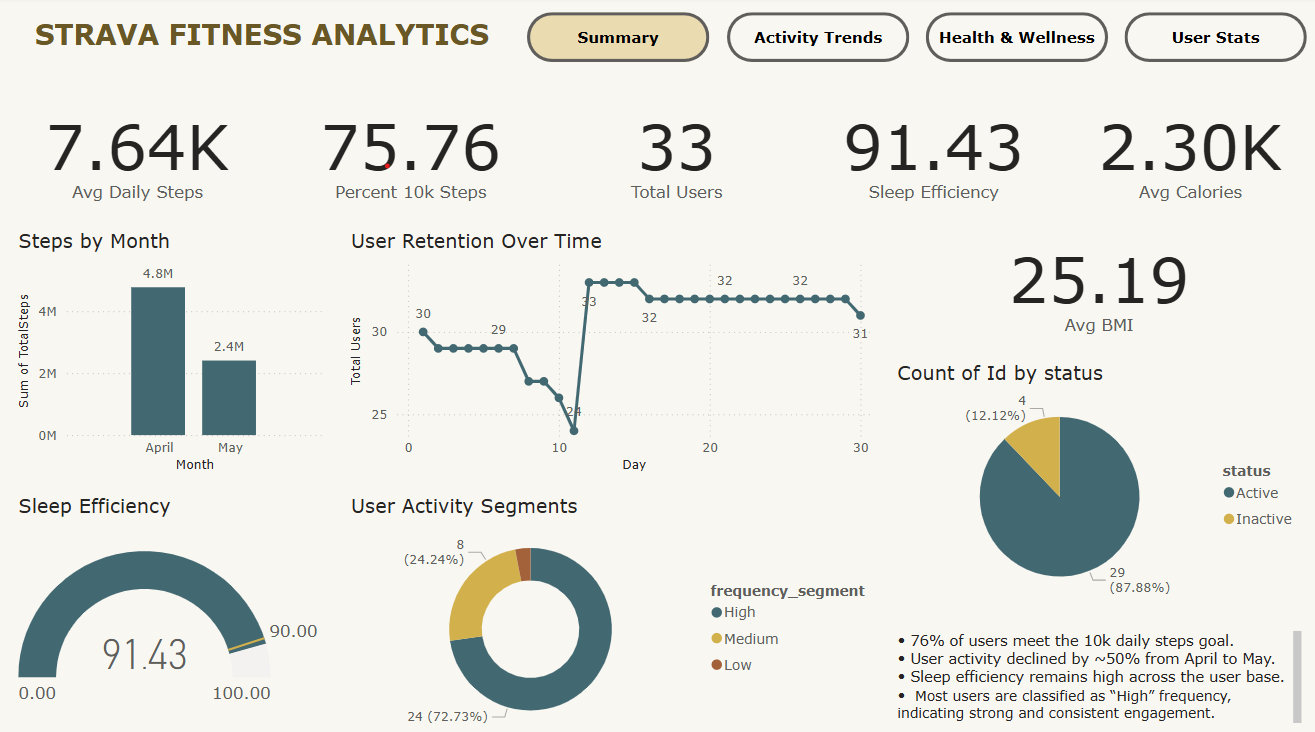 STRAVA FITNESS ANALYTICS
Summary
Activity Trends
Health & Wellness
User Stats
7.64K
Avg Daily Steps
75.76
Percent 10k Steps
33
Total Users
91.43
Sleep Efficiency
2.30K
Avg Calories
Steps by Month
Sum of TotalSteps
4M
2M
0M
4.8M
2.4M
April
May
Month
User Retention Over Time
Total Users
30
25
30
29
24
33
32
32
32
31
0
10
20
30
Day
25.19
Avg BMI
Count of Id by status
4
(12.12%)
29
(87.88%)
status
Active
Inactive
Sleep Efficiency
91.43
90.00
0.00
100.00
User Activity Segments
8
(24.24%)
24 (72.73%)
frequency_segment
High
Medium
Low
• 76% of users meet the 10k daily steps goal.
• User activity declined by ~50% from April to May.
• Sleep efficiency remains high across the user base.
• Most users are classified as “High” frequency,
indicating strong and consistent engagement.